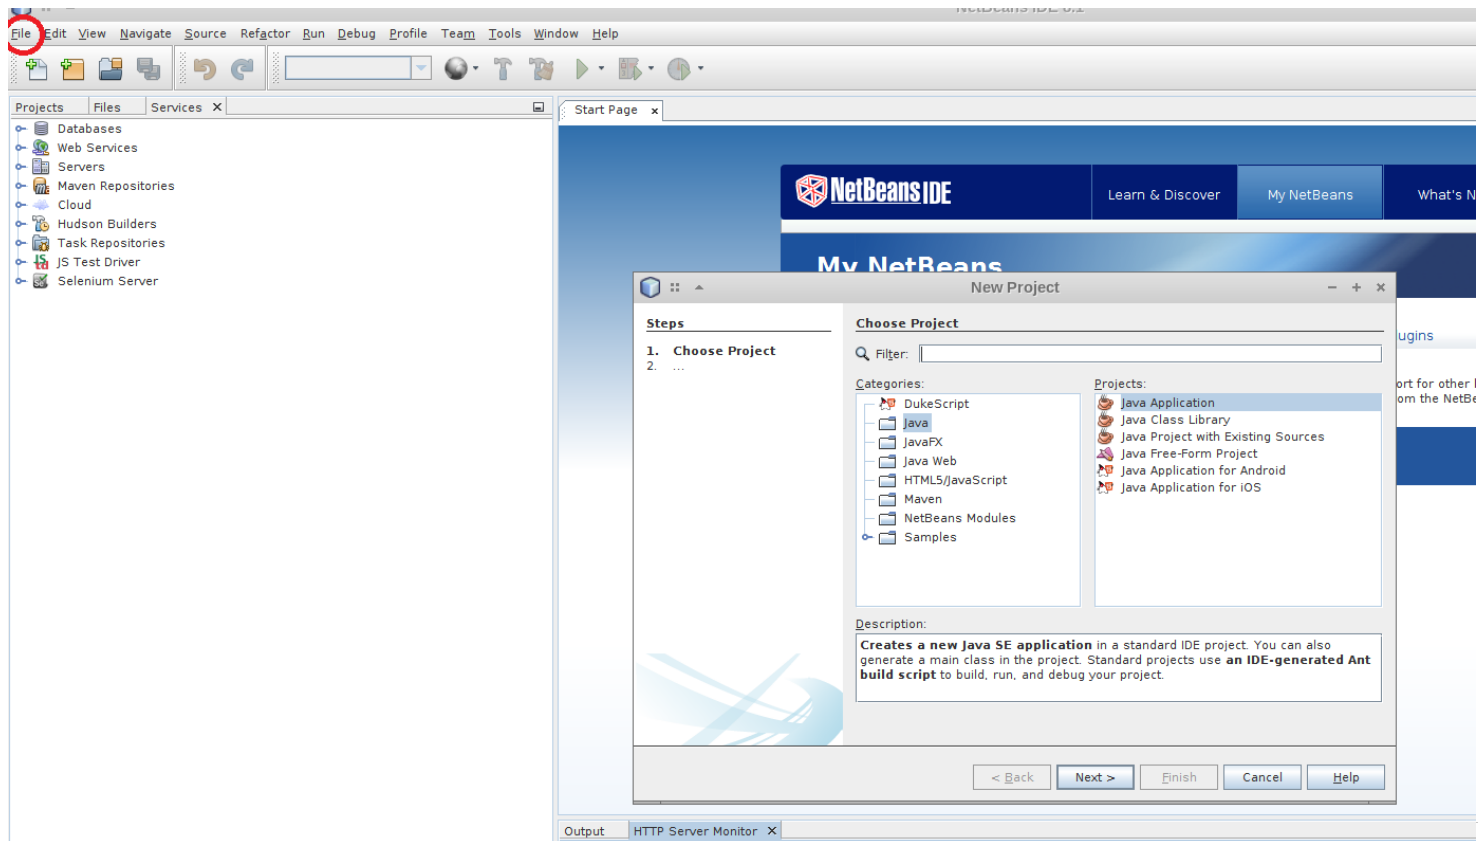 NetBeans IDE 8.1
File Edit View Navigate Source Refactor Run Debug Profile Team Tools Window Help
Projects Files Services
Start Page
Databases
Web Services
Servers
Maven Repositories
Cloud
Hudson Builders
Task Repositories
JS Test Driver
Selenium Server
NetBeans IDE
Learn & Discover
My NetBeans
What's N
My NetBeans
New Project
Steps
1. Choose Project
2. ...
Choose Project
Filter:
Categories:
DukeScript
Java
JavaFX
Java Web
HTML5/JavaScript
Maven
NetBeans Modules
Samples
Projects:
Java Application
Java Class Library
Java Project with Existing Sources
Java Free-Form Project
Java Application for Android
Java Application for iOS
Description:
Creates a new Java SE application in a standard IDE project. You can also
generate a main class in the project. Standard projects use an IDE-generated Ant
build script to build, run, and debug your project.
< Back
Next >
Finish
Cancel
Help
ugins
ort for other
om the NetBe
Output
HTTP Server Monitor